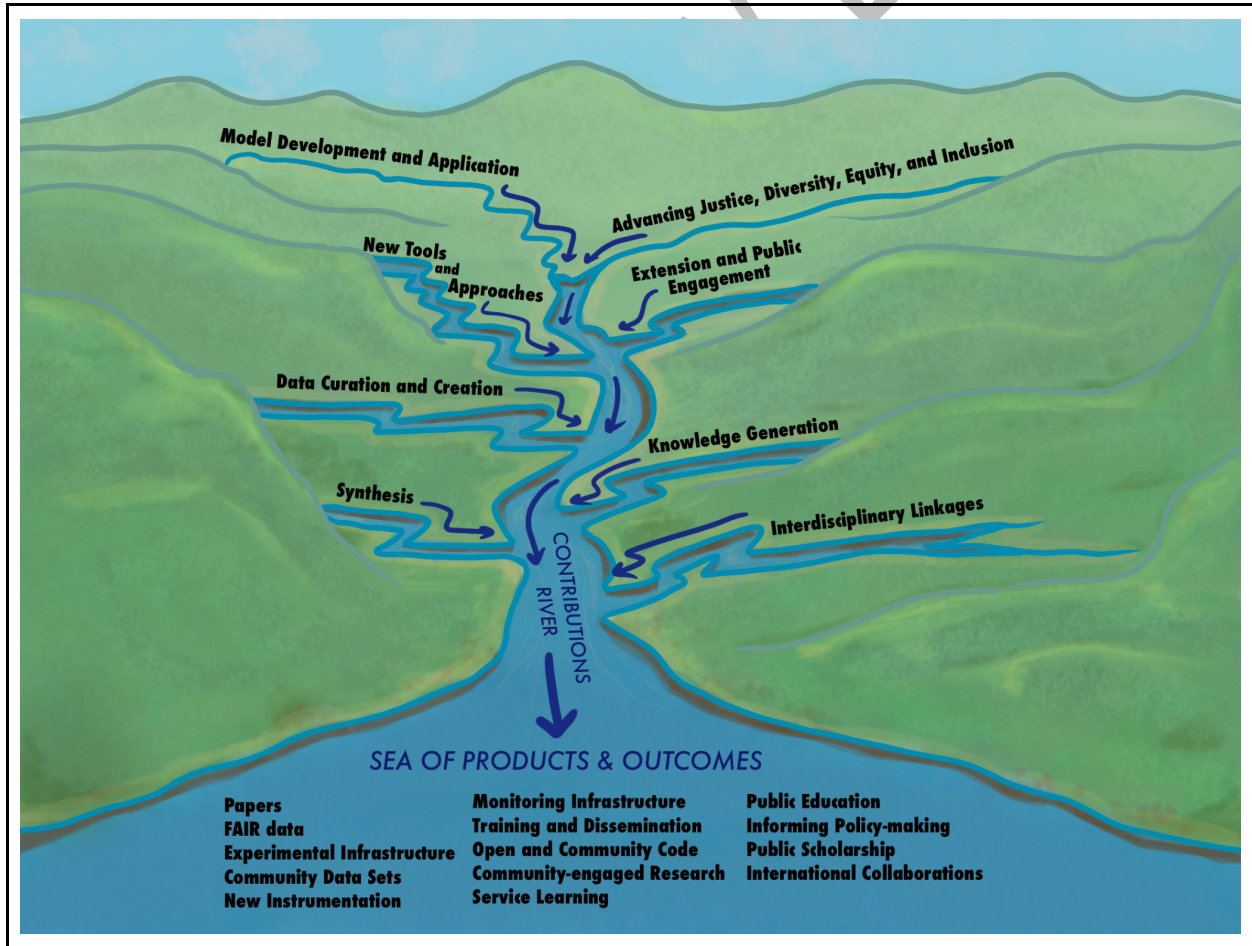 Model Development and Application
Advancing Justice, Diversity, Equity, and Inclusion
New Tools
and
Approaches
Extension and Public
Engagement
Data Curation and Creation
Knowledge Generation
Synthesis
Interdisciplinary Linkages
CONTRIBUTIONS
RIVER
SEA OF PRODUCTS & OUTCOMES
Papers
FAIR data
Experimental Infrastructure
Community Data Sets
New Instrumentation
Monitoring Infrastructure
Training and Dissemination
Open and Community Code
Community-engaged Research
Service Learning
Public Education
Informing Policy-making
Public Scholarship
International Collaborations